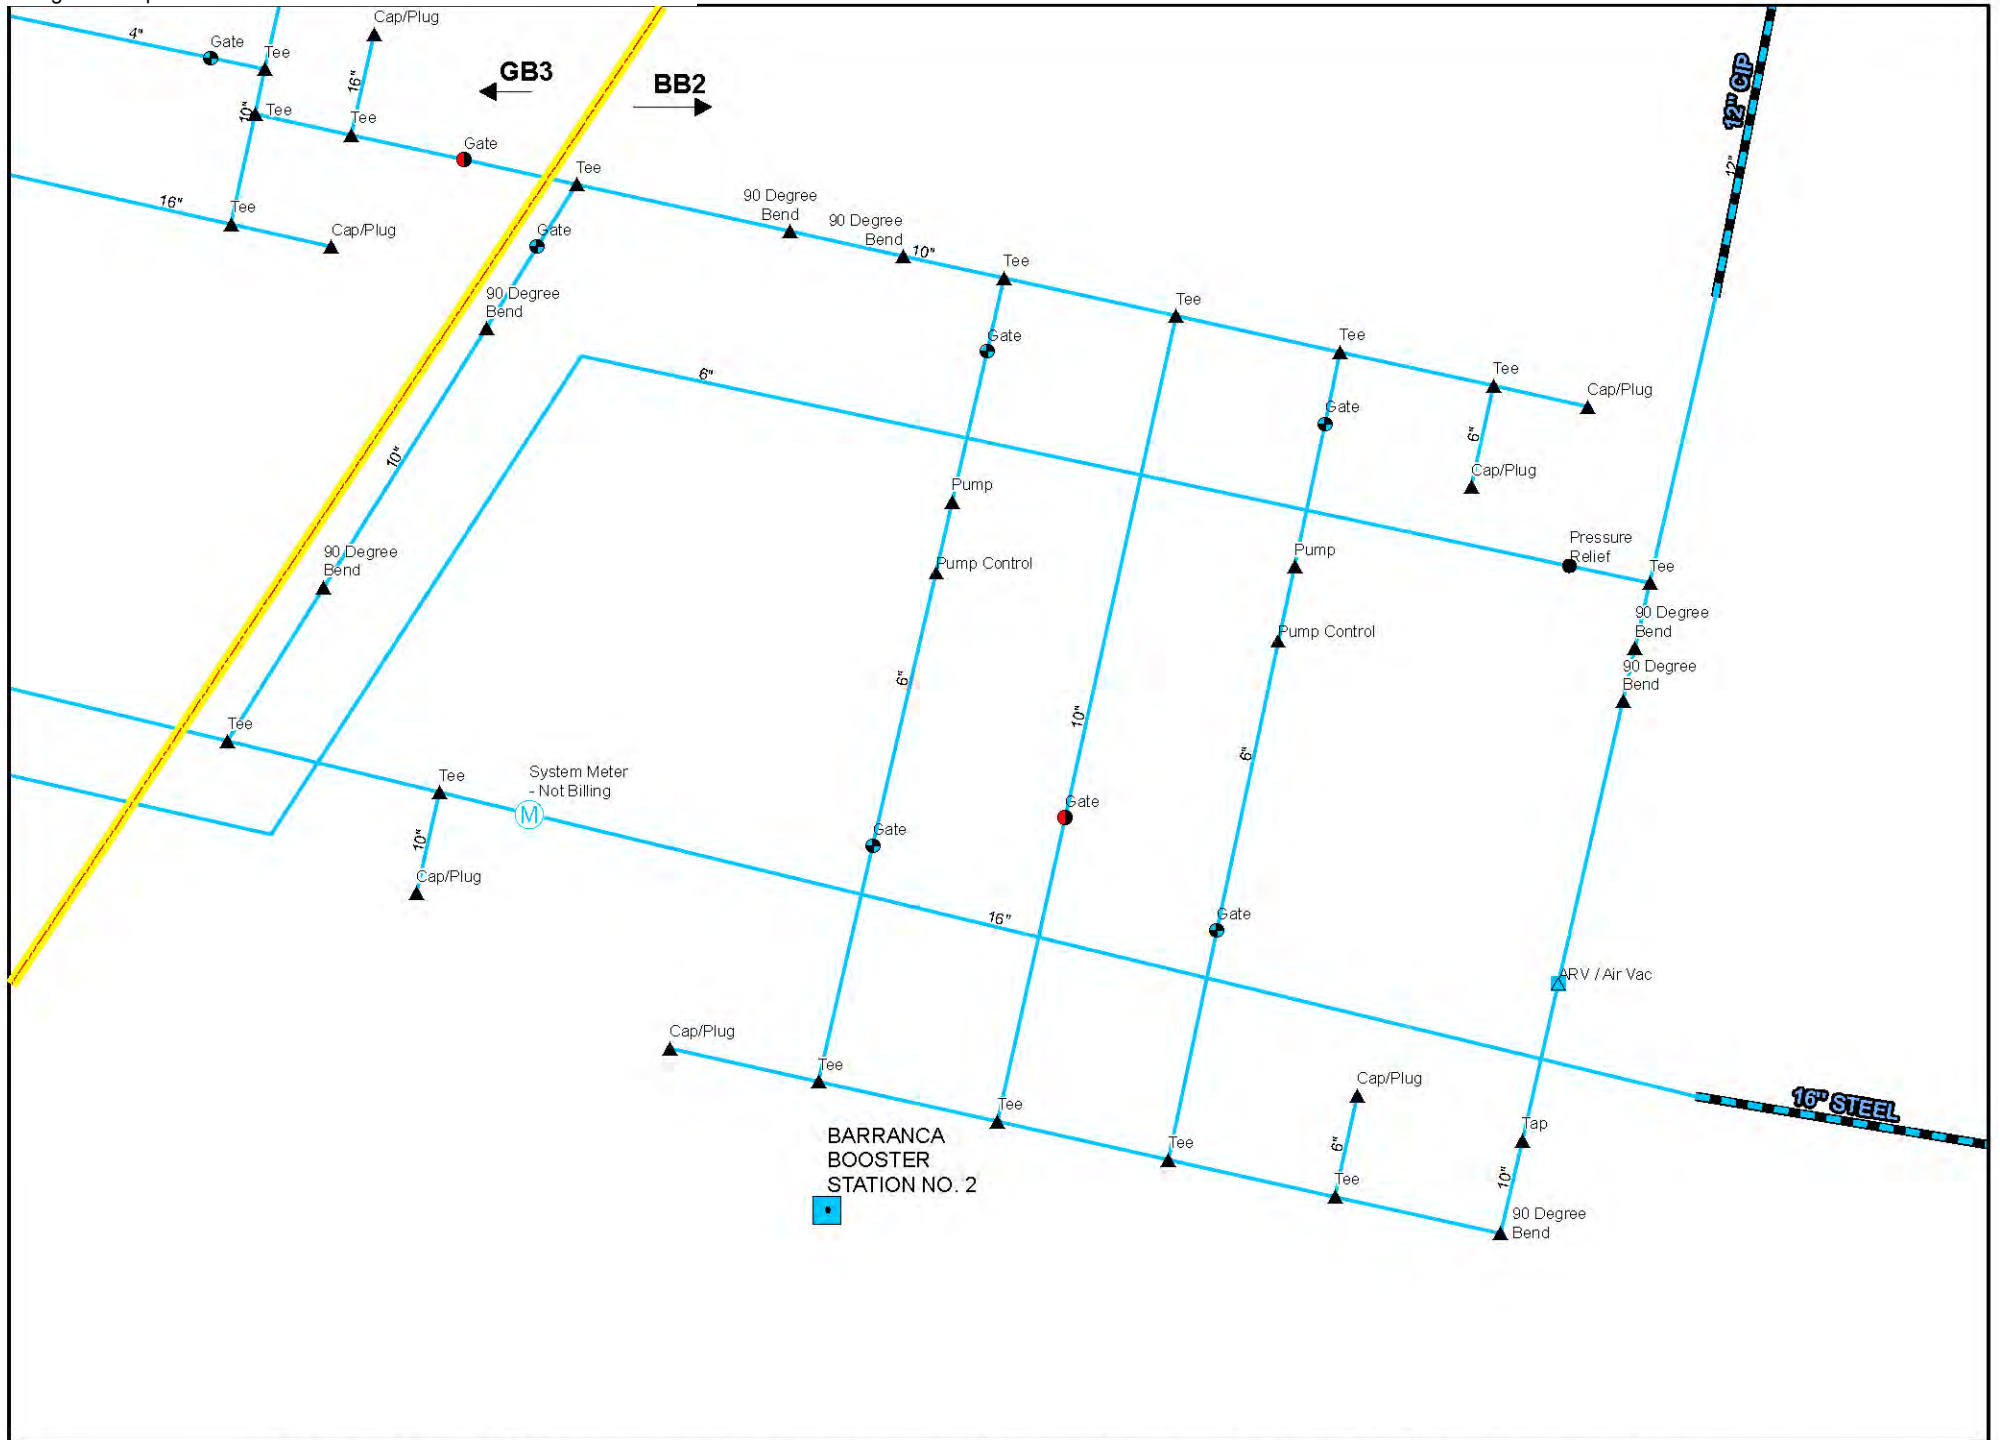 Cap/Plug
4"
Gate
Tee
16"
10"
Tee
Tee
GB3
BB2
12" CIP
12"
Gate
Tee
16"
Tee
Cap/Plug
Gate
90 Degree
Bend
90 Degree
Bend
10"
Tee
90 Degree
Bend
Tee
Gate
Tee
6"
Tee
Cap/Plug
Gate
6"
Cap/Plug
10"
Pump
Pump Control
Pump
Pressure
Relief
Tee
90 Degree
Bend
90 Degree
Bend
Pump Control
90 Degree
Bend
6"
10"
6"
Tee
Tee
System Meter
- Not Billing
M
10"
Cap/Plug
Gate
Gate
16"
Gate
ARV / Air Vac
Cap/Plug
Tee
Tee
Cap/Plug
16" STEEL
BARRANCA
BOOSTER
STATION NO. 2
Tee
6"
Tee
Tap
10"
90 Degree
Bend